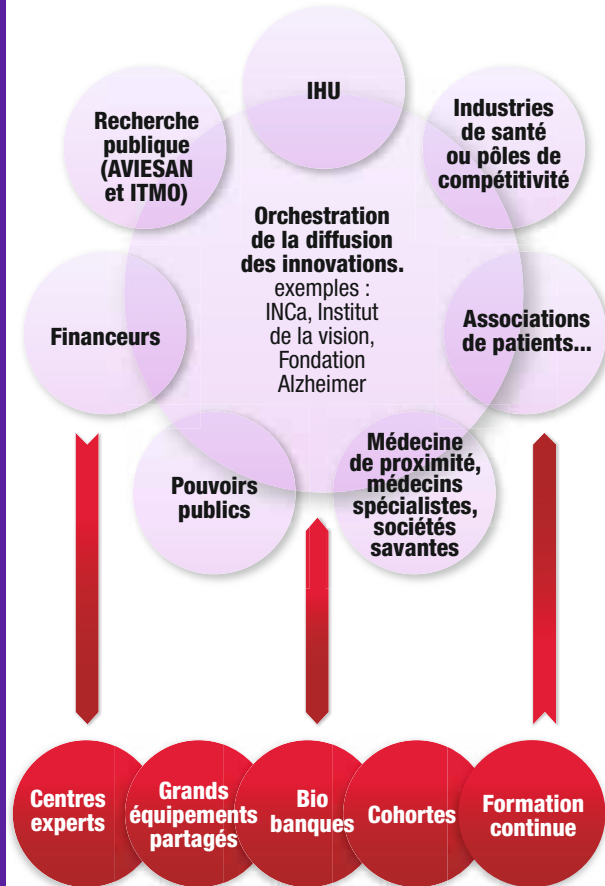 IHU
Recherche
publique
(AVIESAN
et ITMO)
Industries
de santé
ou pôles de
compétitivité
Orchestration
de la diffusion
des innovations.
exemples :
INCa, Institut
de la vision,
Fondation
Alzheimer
Financeurs
Associations
de patients...
Pouvoirs
publics
Médecine
de proximité,
médecins
spécialistes,
sociétés
savantes
Centres
experts
Grands
équipements
partagés
Bio
banques
Cohortes
Formation
continue